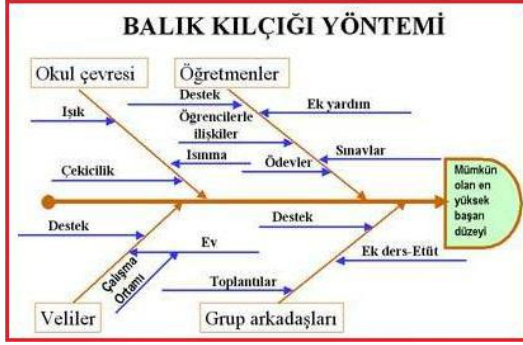 BALIK KILÇIĞI YÖNTEMİ
Okul çevresi
Öğretmenler
Destek
Işık
Ek yardım
Öğrencilerle
ilişkiler
Isınma
Sınavlar
Çekicilik
Ödevler
Mümkün
olan en
yüksek
başarı
düzeyi
Destek
Destek
Ev
Ek ders-Etüt
Çalışma
Ortamı
Toplantılar
Veliler
Grup arkadaşları